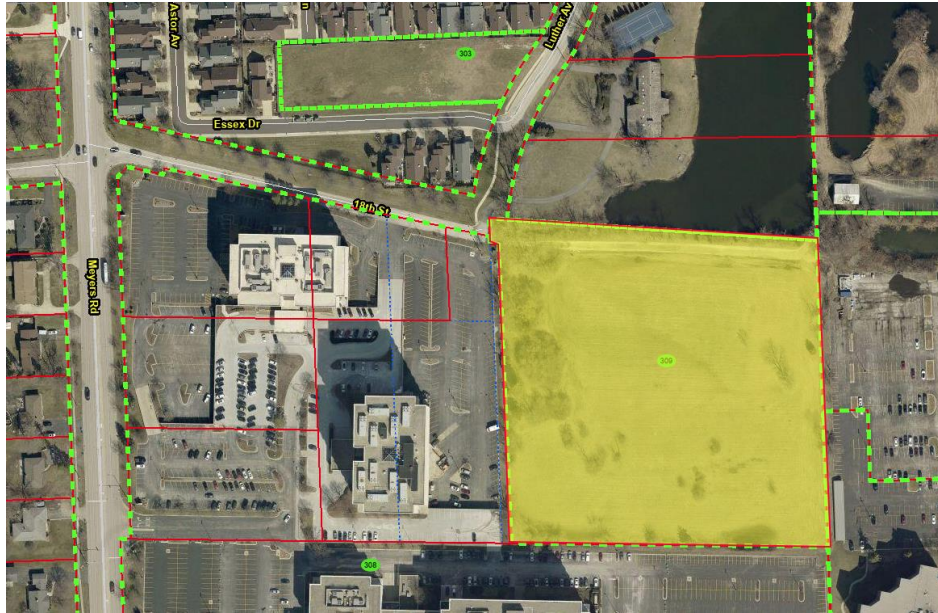 Astor Av
n
303
Luther Av
Essex Dr
18th St
Meyers Rd
309
308